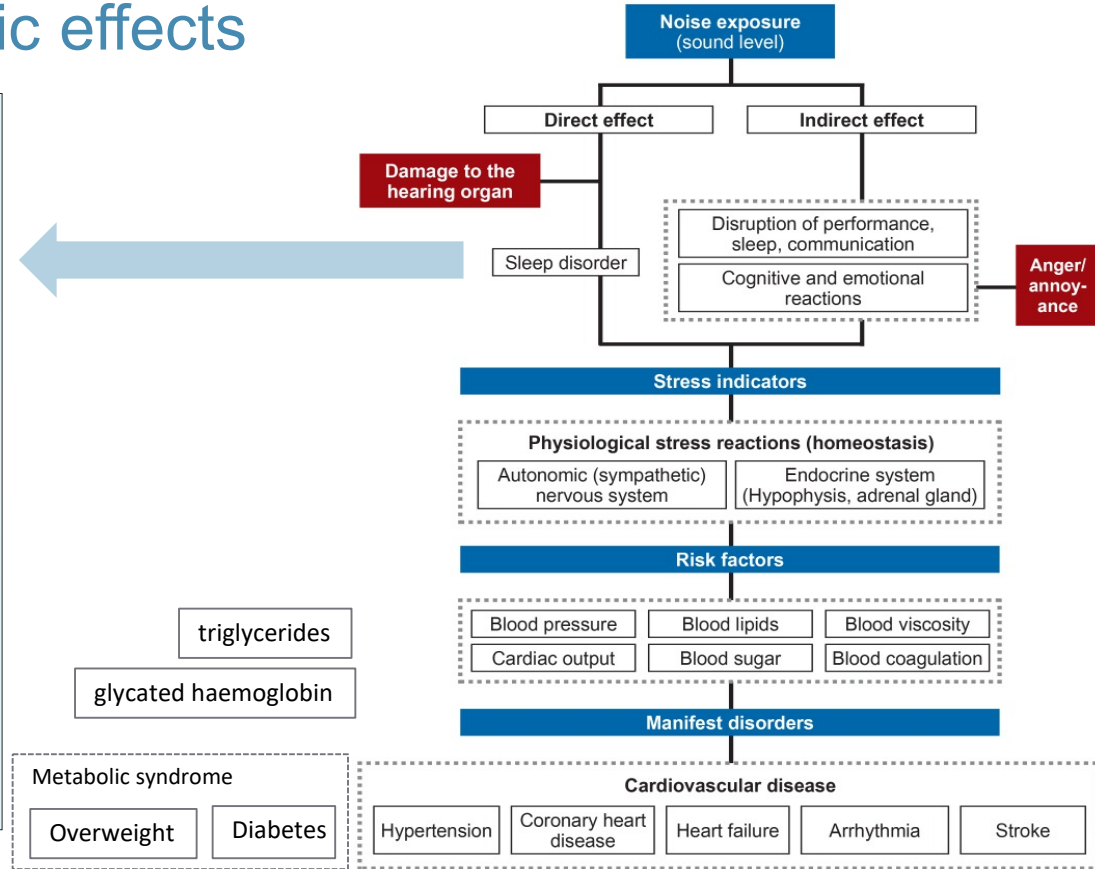 ic effects
Noise exposure
(sound level)
Direct effect
Indirect effect
Damage to the
hearing organ
Disruption of performance,
sleep, communication
Sleep disorder
Cognitive and emotional
reactions
Anger/
annoy-
ance
Stress indicators
Physiological stress reactions (homeostasis)
Autonomic (sympathetic)
nervous system
Endocrine system
(Hypophysis, adrenal gland)
Risk factors
triglycerides
Blood pressure
Blood lipids
Blood viscosity
Cardiac output
Blood sugar
Blood coagulation
glycated haemoglobin
Manifest disorders
Metabolic syndrome
Overweight
Diabetes
Cardiovascular disease
Hypertension
Coronary heart
disease
Heart failure
Arrhythmia
Stroke